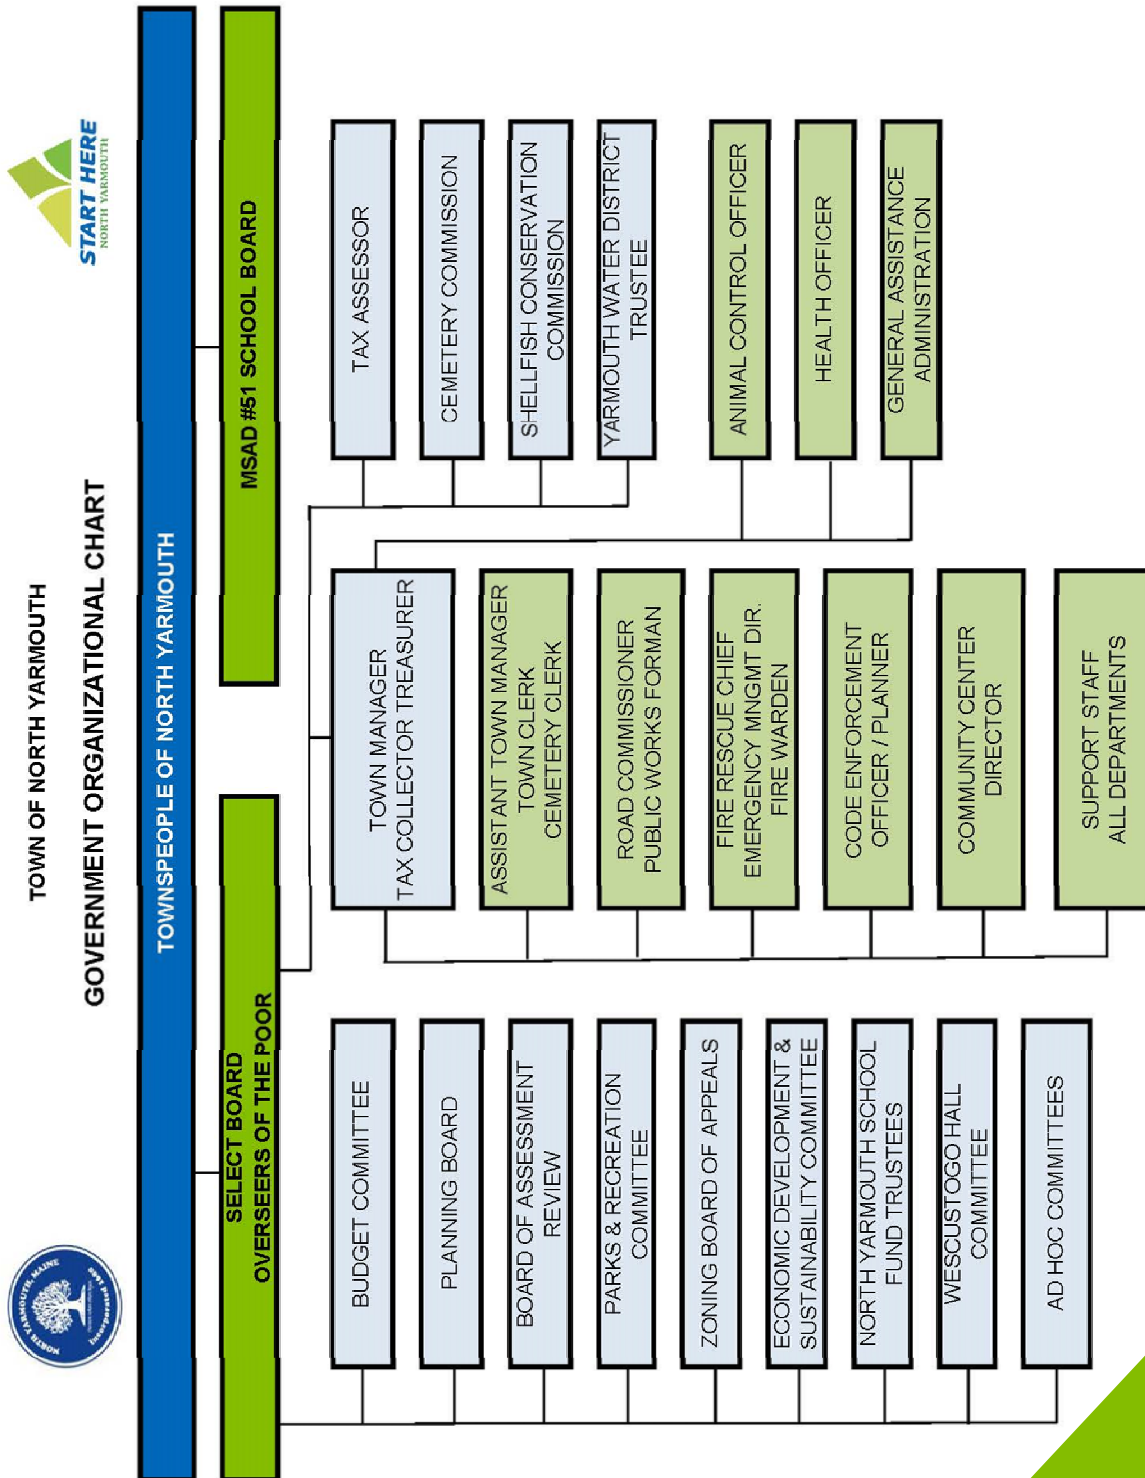 TOWN OF NORTH YARMOUTH
GOVERNMENT ORGANIZATIONAL CHART
START HERE
NORTH YARMOUTH
NORTH YARMOUTH, MAINE
TOWNSPEOPLE OF NORTH YARMOUTH
SELECT BOARD
OVERSEERS OF THE POOR
MSAD #51 SCHOOL BOARD
BUDGET COMMITTEE
PLANNING BOARD
BOARD OF ASSESSMENT
REVIEW
PARKS & RECREATION
COMMITTEE
ZONING BOARD OF APPEALS
ECONOMIC DEVELOPMENT &
SUSTAINABILITY COMMITTEE
NORTH YARMOUTH SCHOOL
FUND TRUSTEES
WESCUSTOGO HALL
COMMITTEE
AD HOC COMMITTEES
TOWN MANAGER
TAX COLLECTOR TREASURER
ASSISTANT TOWN MANAGER
TOWN CLERK
CEMETERY CLERK
ROAD COMMISSIONER
PUBLIC WORKS FORMAN
FIRE RESCUE CHIEF
EMERGENCY MNGMT DIR.
FIRE WARDEN
CODE ENFORCEMENT
OFFICER / PLANNER
COMMUNITY CENTER
DIRECTOR
SUPPORT STAFF
ALL DEPARTMENTS
TAX ASSESSOR
CEMETERY COMMISSION
SHELLFISH CONSERVATION
COMMISSION
YARMOUTH WATER DISTRICT
TRUSTEE
ANIMAL CONTROL OFFICER
HEALTH OFFICER
GENERAL ASSISTANCE
ADMINISTRATION